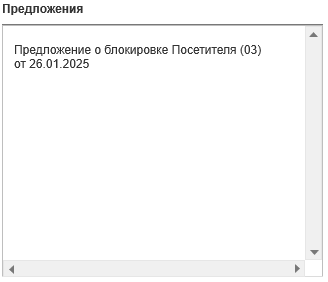 Предложения
Предложение о блокировке Посетителя (03)
от 26.01.2025